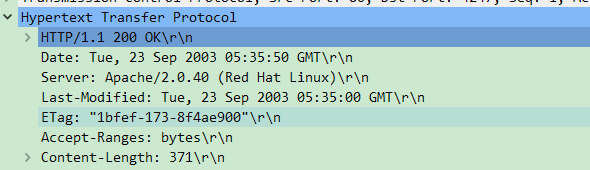 Hypertext Transfer Protocol
HTTP/1.1 200 OK\r\n
Date: Tue, 23 Sep 2003 05:35:50 GMT\r\n
Server: Apache/2.0.40 (Red Hat Linux)\r\n
Last-Modified: Tue, 23 Sep 2003 05:35:00 GMT\r\n
ETag: "1bfef-173-8f4ae900"\r\n
Accept-Ranges: bytes\r\n
Content-Length: 371\r\n